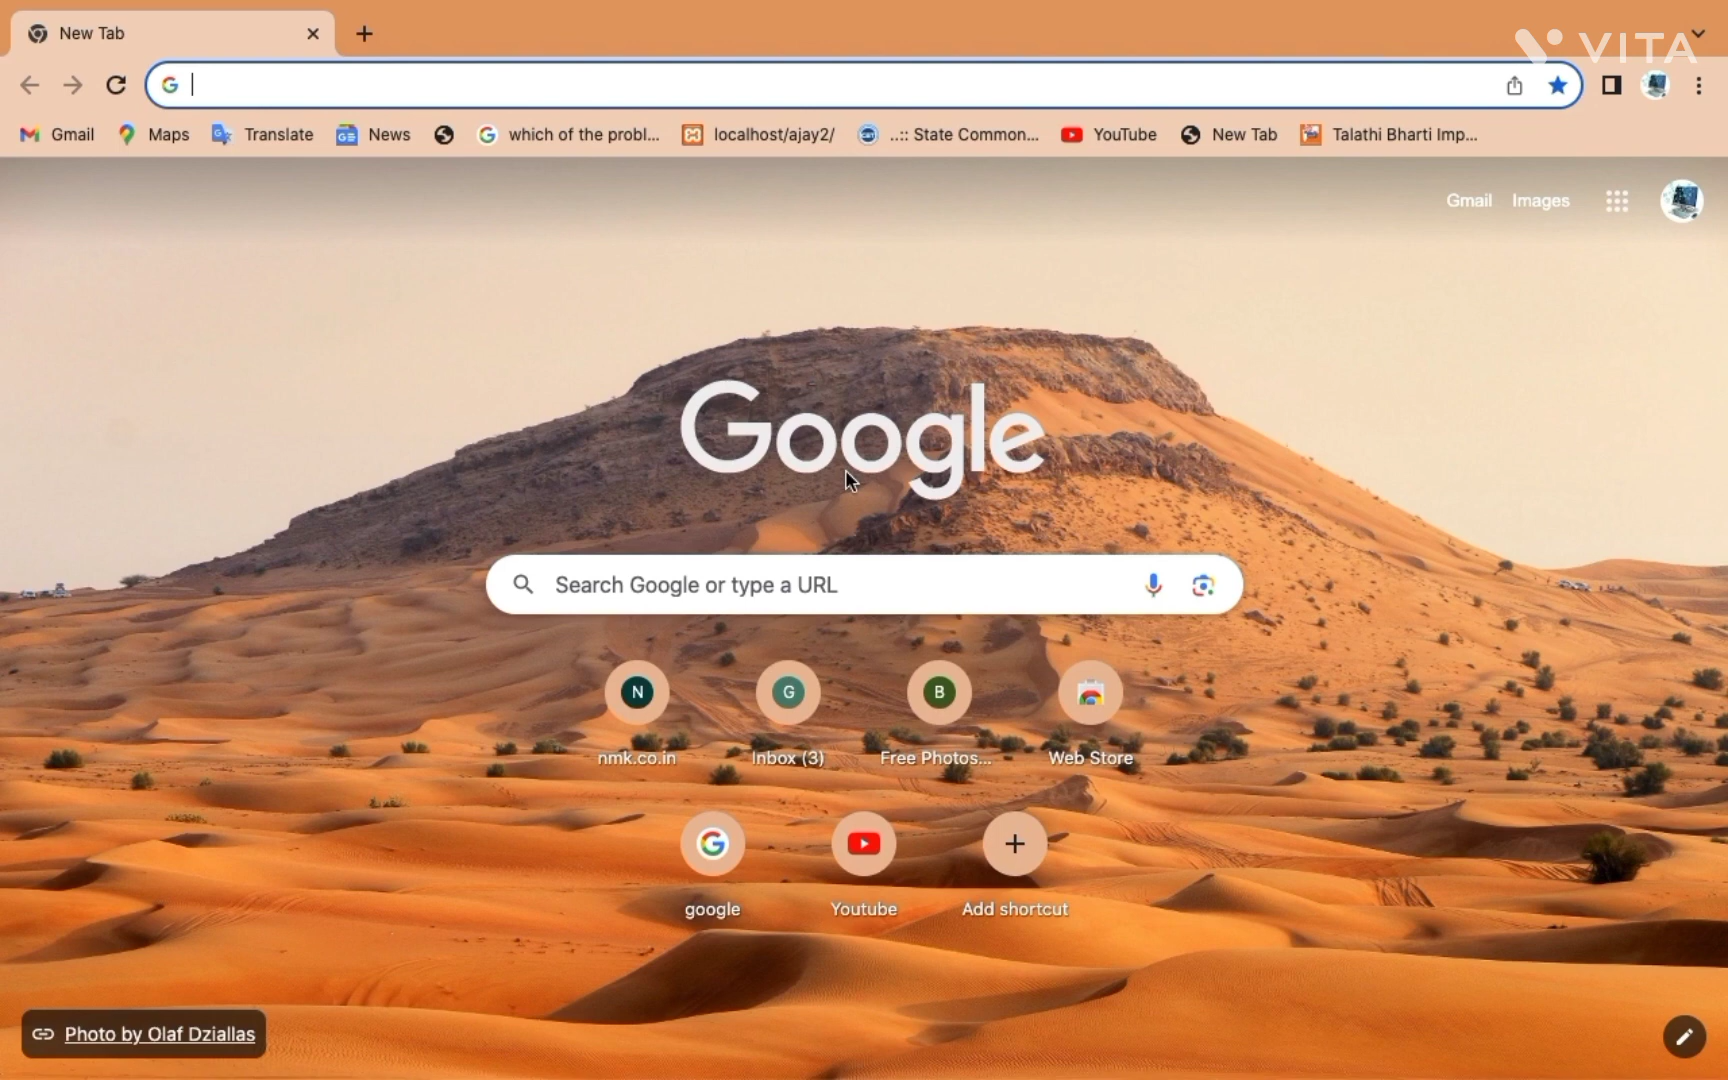 New Tab
VITA
Gmail Maps Translate News which of the probl... localhost/ajay2/ ..:: State Common... YouTube New Tab Talathi Bharti Imp...
Gmail Images
Google
Search Google or type a URL
N G B
nmk.co.in Inbox (3) Free Photos... Web Store
google Youtube Add shortcut
Photo by Olaf Dziallas